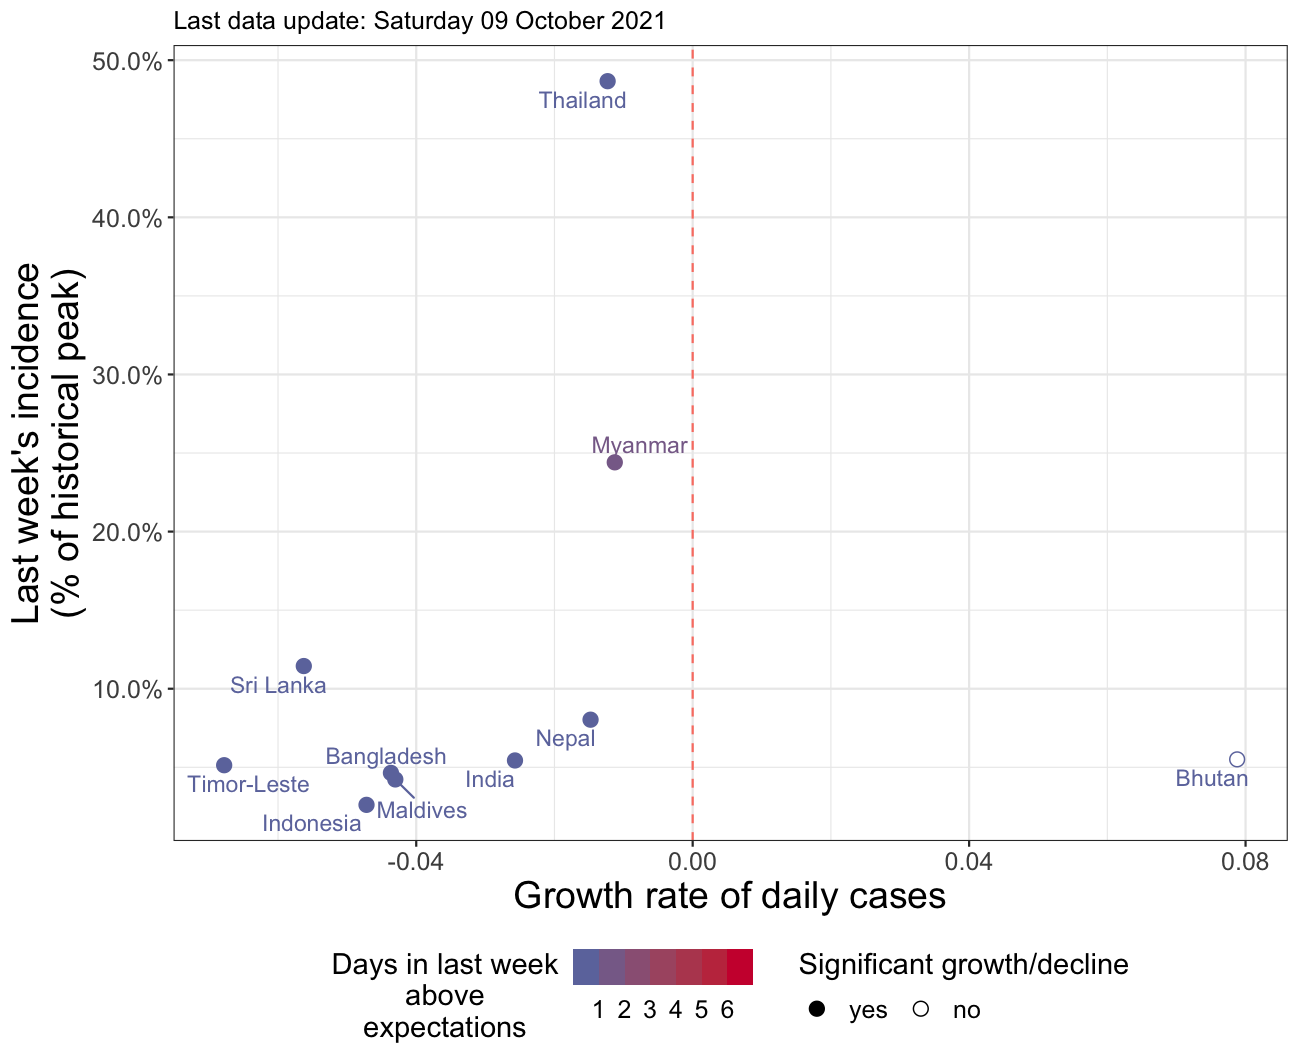 Last data update: Saturday 09 October 2021
Last week's incidence
(% of historical peak)
50.0%
40.0%
30.0%
20.0%
10.0%
Thailand
Myanmar
Sri Lanka
Nepal
Bangladesh
India
Timor-Leste
Bhutan
Maldives
Indonesia
-0.04 0.00 0.04 0.08
Growth rate of daily cases
Days in last week
above
expectations
1 2 3 4 5 6
Significant growth/decline
yes no